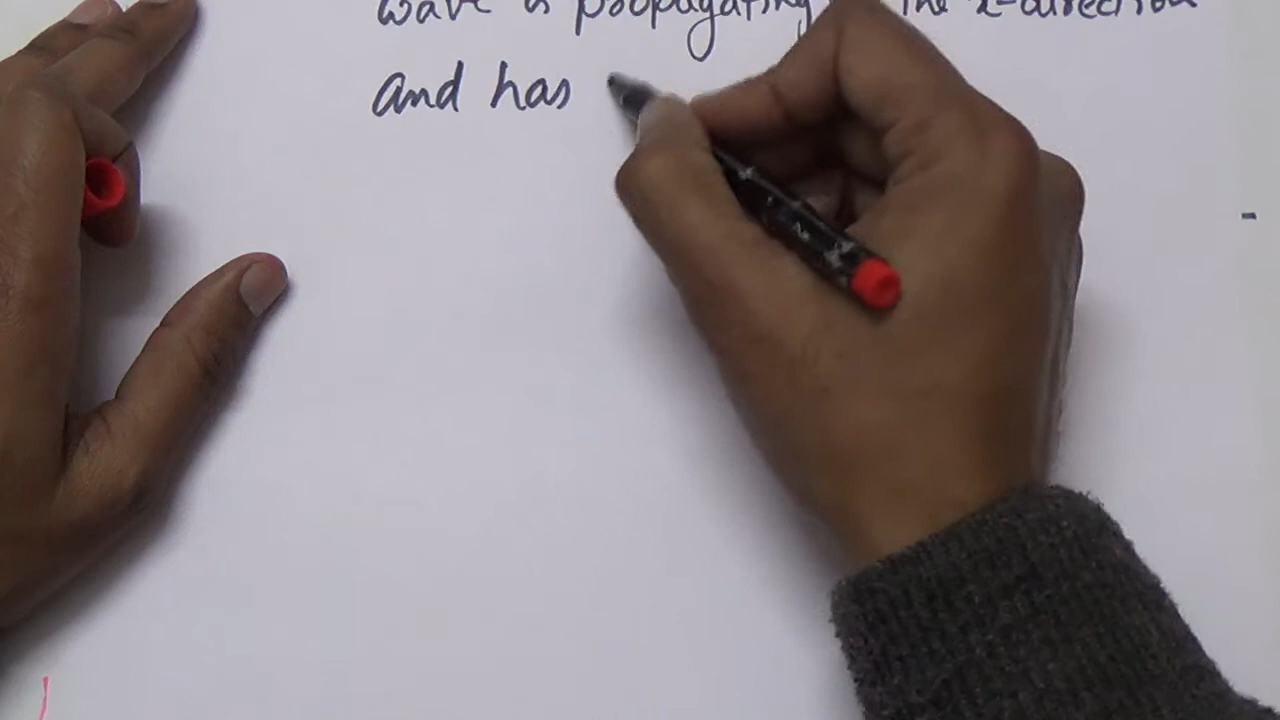 wave is propagating the x-direction
and has